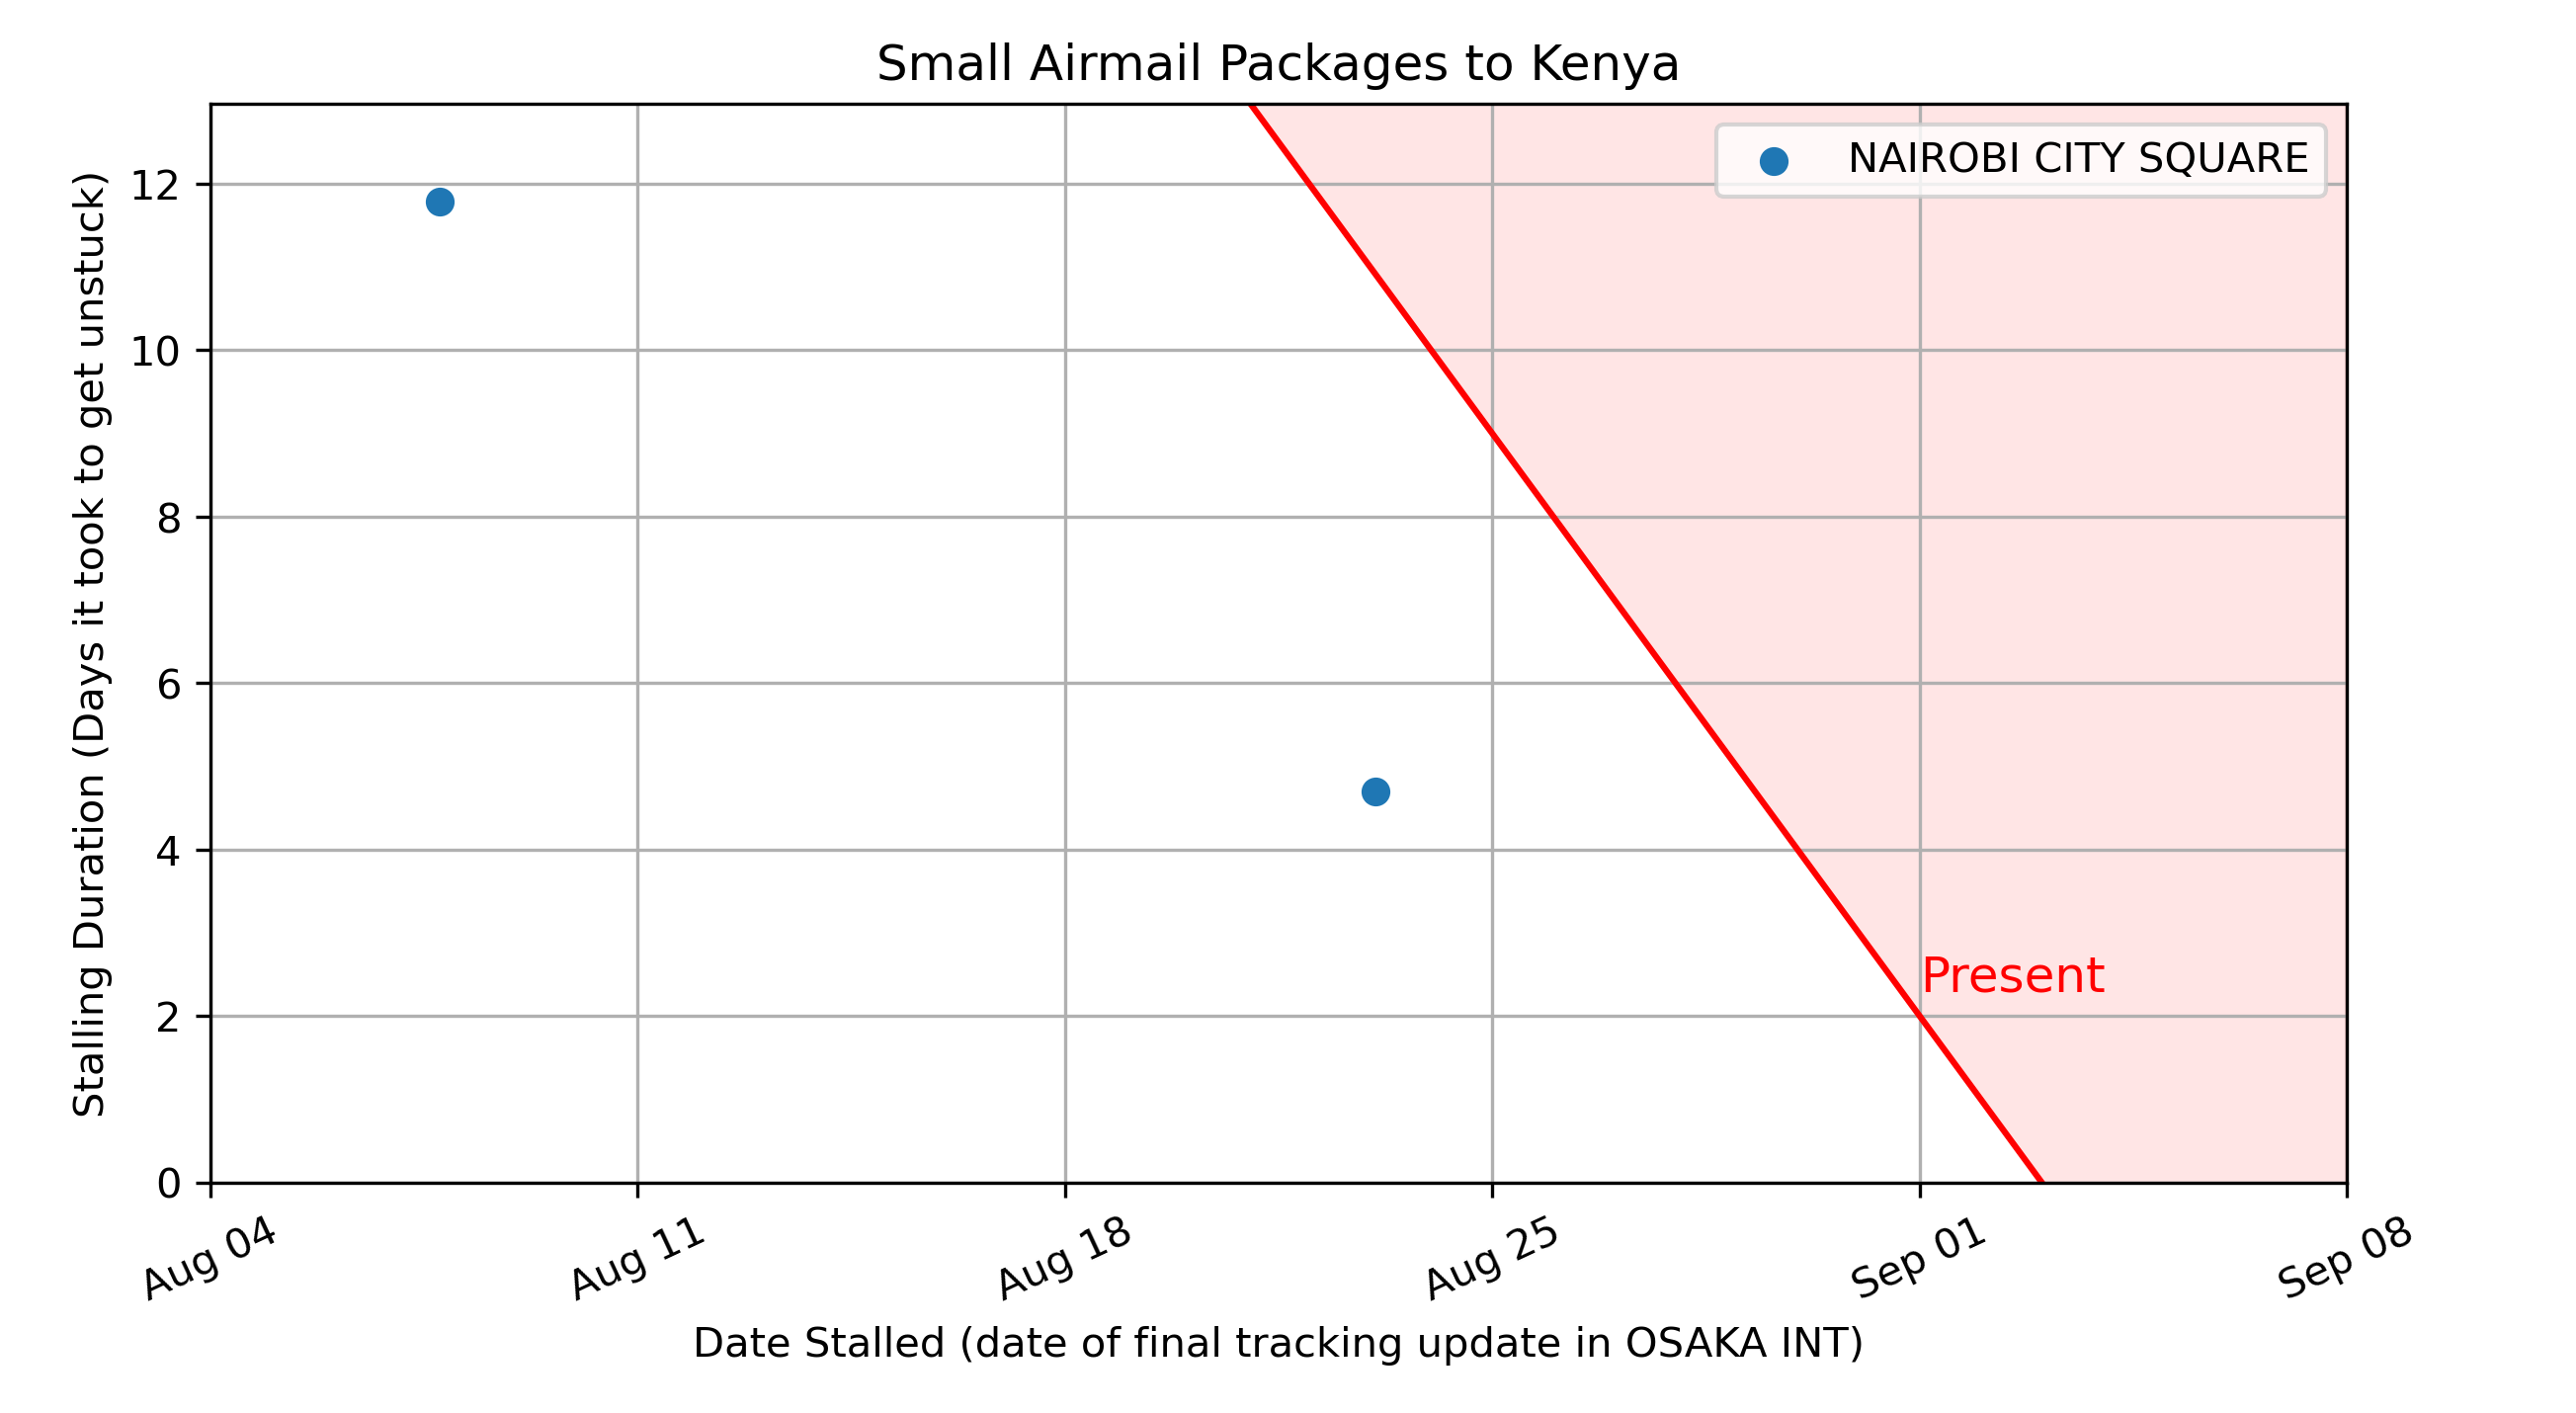 Small Airmail Packages to Kenya
NAIROBI CITY SQUARE
Stalling Duration (Days it took to get unstuck)
12
10
8
6
4
2
0
Present
Aug 04
Aug 11
Aug 18
Aug 25
Sep 01
Sep 08
Date Stalled (date of final tracking update in OSAKA INT)